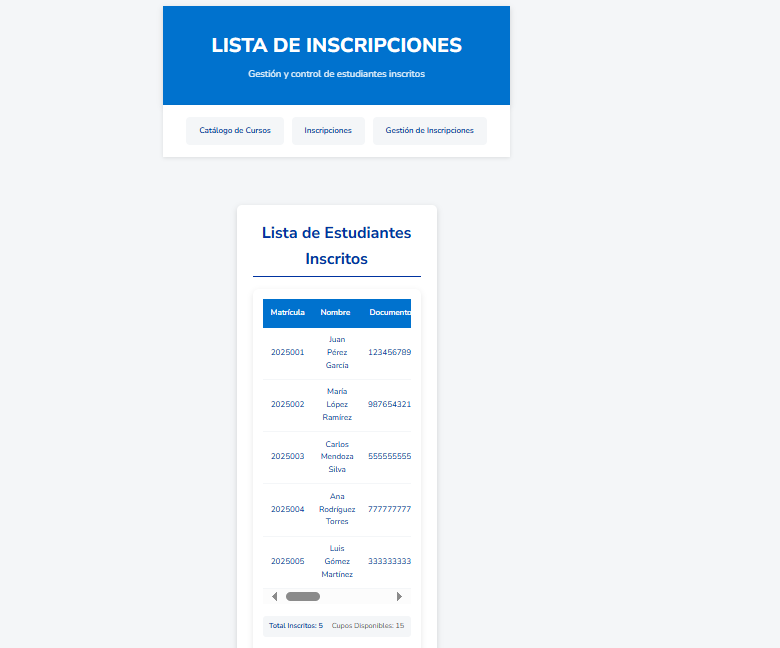 LISTA DE INSCRIPCIONES
Gestión y control de estudiantes inscritos
Catálogo de Cursos Inscripciones Gestión de Inscripciones
Lista de Estudiantes
Inscritos
Matrícula Nombre Documento
2025001 Juan Pérez García 123456789
2025002 María López Ramírez 987654321
2025003 Carlos Mendoza Silva 555555555
2025004 Ana Rodríguez Torres 777777777
2025005 Luis Gómez Martínez 333333333
Total Inscritos: 5 Cupos Disponibles: 15